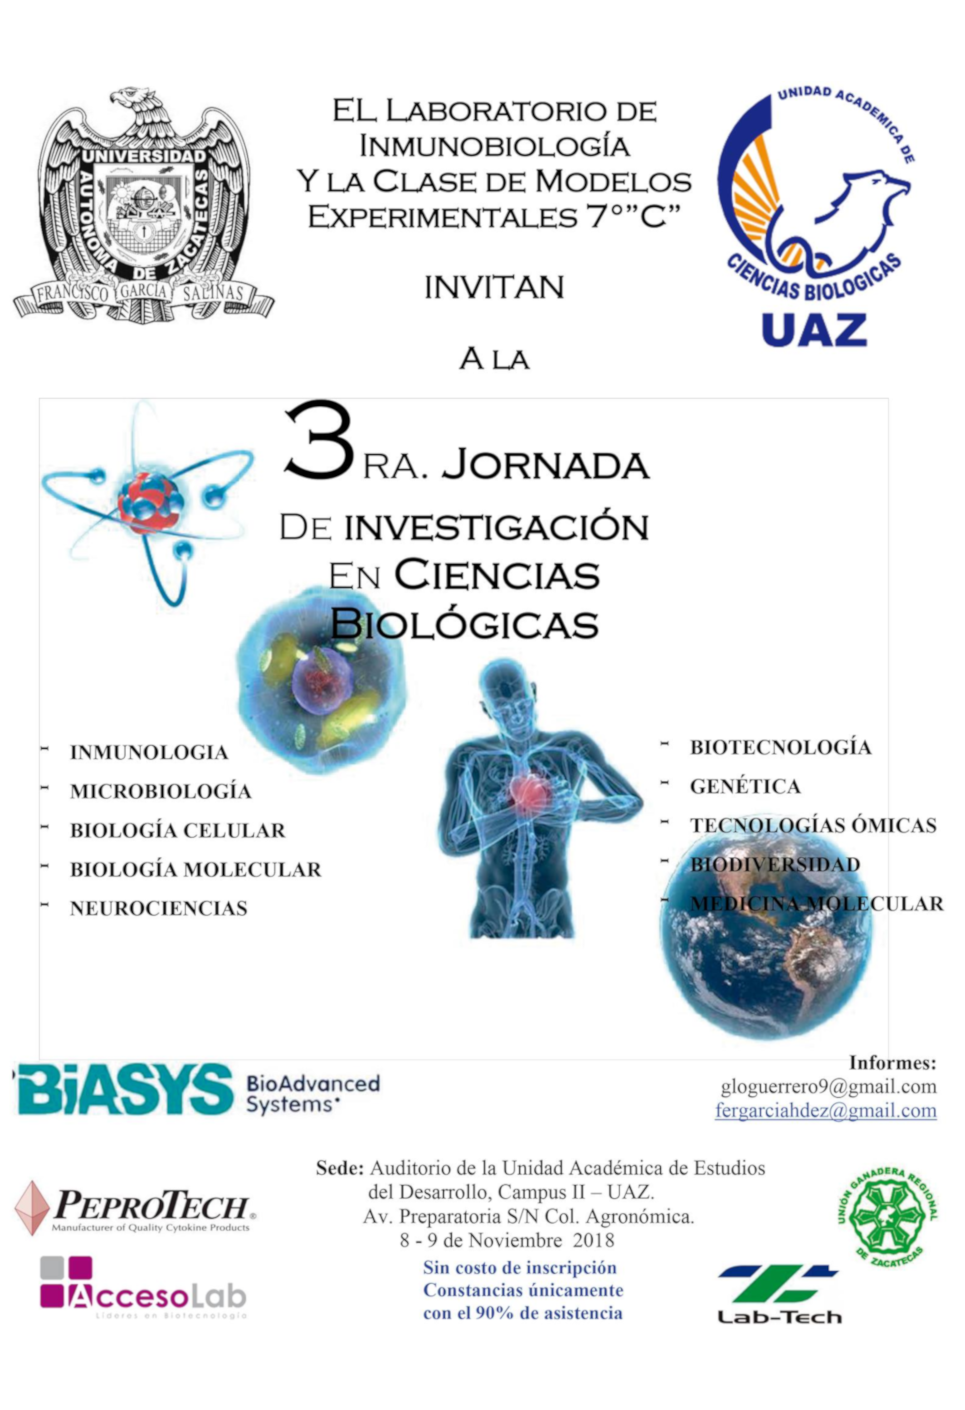 UNIVERSIDAD
AUTONOMA
DE ZACATECAS
FRANCISCO GARCIA SALINAS
EL LABORATORIO DE
INMUNOBIOLOGÍA
Y LA CLASE DE MODELOS
EXPERIMENTALES 7°”C”
INVITAN
A LA
UNIDAD ACADEMICA DE
CIENCIAS BIOLOGICAS
UAZ
3RA. JORNADA
DE INVESTIGACIÓN
EN CIENCIAS
BIOLÓGICAS
- INMUNOLOGIA
- MICROBIOLOGÍA
- BIOLOGÍA CELULAR
- BIOLOGÍA MOLECULAR
- NEUROCIENCIAS
- BIOTECNOLOGÍA
- GENÉTICA
- TECNOLOGÍAS ÓMICAS
- BIODIVERSIDAD
- MEDICINA MOLECULAR
BiASYS BioAdvanced
Systems
Informes:
gloguerrero9@gmail.com
fergarciahdez@gmail.com
Sede: Auditorio de la Unidad Académica de Estudios
del Desarrollo, Campus II – UAZ.
Av. Preparatoria S/N Col. Agronómica.
8 - 9 de Noviembre 2018
Sin costo de inscripción
Constancias únicamente
con el 90% de asistencia
PEPROTECH®
Manufacturer of Quality Cytokine Products
AccesoLab
Líderes en Biotecnología
UNIÓN GANADERA REGIONAL
DE ZACATECAS
Lab-Tech